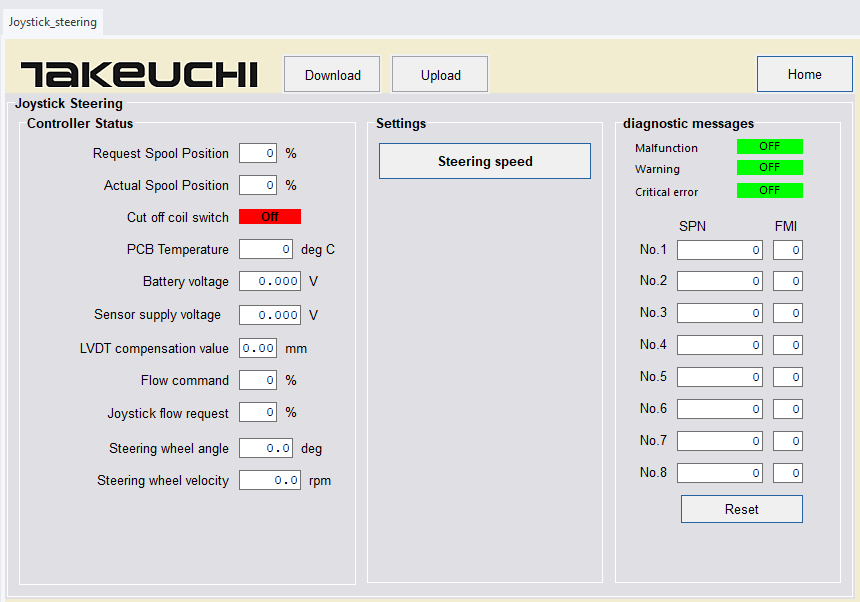 Joystick_steering
TAKEUCHI
Download
Upload
Home
Joystick Steering
Controller Status
Request Spool Position 0 %
Actual Spool Position 0 %
Cut off coil switch Off
PCB Temperature 0 deg C
Battery voltage 0.000 V
Sensor supply voltage 0.000 V
LVDT compensation value 0.00 mm
Flow command 0 %
Joystick flow request 0 %
Steering wheel angle 0.0 deg
Steering wheel velocity 0.0 rpm
Settings
Steering speed
diagnostic messages
Malfunction OFF
Warning OFF
Critical error OFF
SPN FMI
No.1 0 0
No.2 0 0
No.3 0 0
No.4 0 0
No.5 0 0
No.6 0 0
No.7 0 0
No.8 0 0
Reset